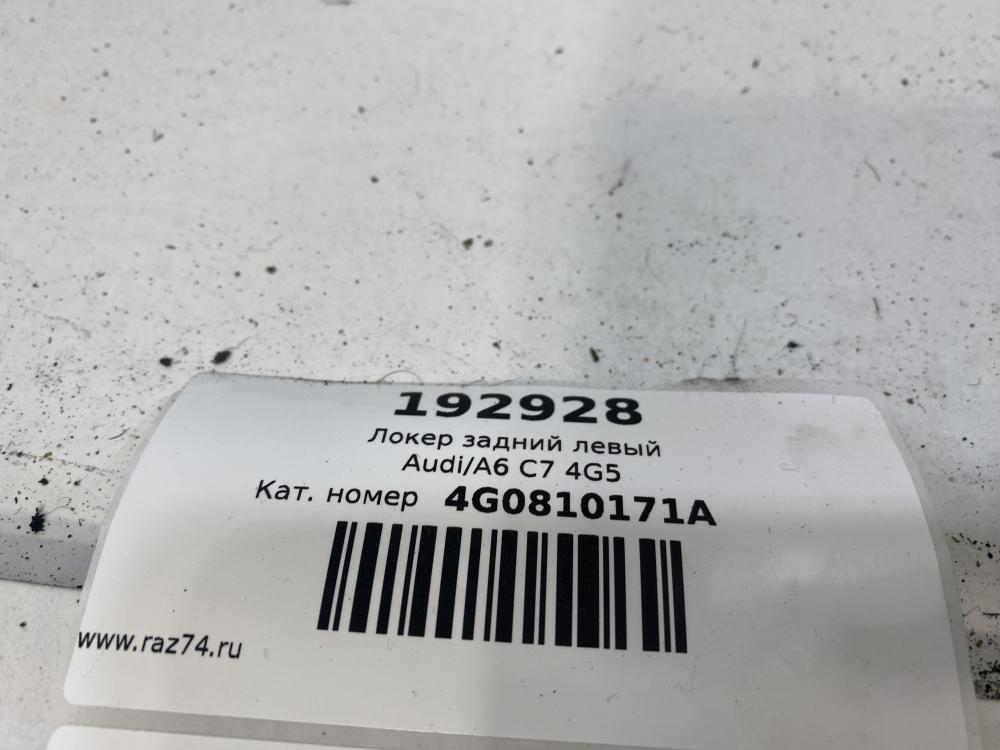 192928
Локер задний левый
Audi/A6 C7 4G5
Кат. номер 4G0810171A
www.raz74.ru